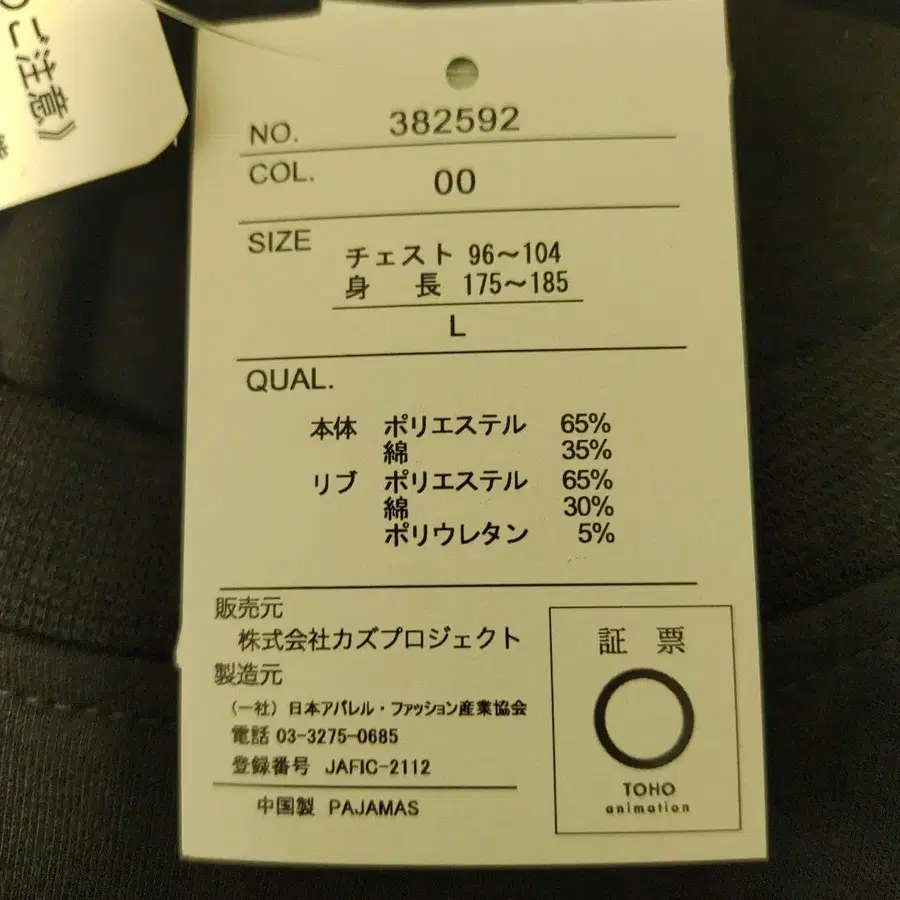 のご注意》
NO. 382592
COL. 00
SIZE チェスト 96～104
身 長 175～185
L
QUAL.
本体 ポリエステル 65%
綿 35%
リブ ポリエステル 65%
綿 30%
ポリウレタン 5%
販売元
株式会社カズプロジェクト
製造元
（一社）日本アパレル・ファッション産業協会
電話 03-3275-0685
登録番号 JAFIC-2112
中国製 PAJAMAS
証 票
TOHO
animation